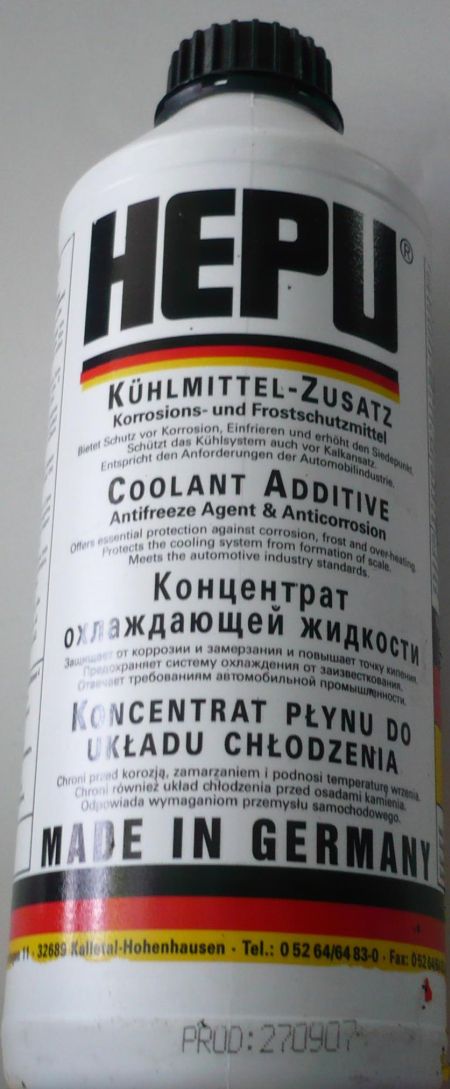 HEPU®
KÜHLMITTEL-ZUSATZ
Korrosions- und Frostschutzmittel
Bietet Schutz vor Korrosion, Einfrieren und erhöht den Siedepunkt.
Schützt das Kühlsystem auch vor Kalkansatz.
Entspricht den Anforderungen der Automobilindustrie.
COOLANT ADDITIVE
Antifreeze Agent & Anticorrosion
Offers essential protection against corrosion, frost and over-heating.
Protects the cooling system from formation of scale.
Meets the automotive industry standards.
Концентрат
охлаждающей жидкости
Защищает от коррозии и замерзания и повышает точку кипения.
Предохраняет систему охлаждения от заизвесткования.
Отвечает требованиям автомобильной промышленности.
KONCENTRAT PŁYNU DO
UKŁADU CHŁODZENIA
Chroni przed korozją, zamarzaniem i podnosi temperaturę wrzenia.
Chroni również układ chłodzenia przed osadami kamienia.
Odpowiada wymaganiom przemysłu samochodowego.
MADE IN GERMANY
11 · 32689 Kalletal-Hohenhausen · Tel.: 0 52 64/64 83-0 · Fax:
PROD:270907